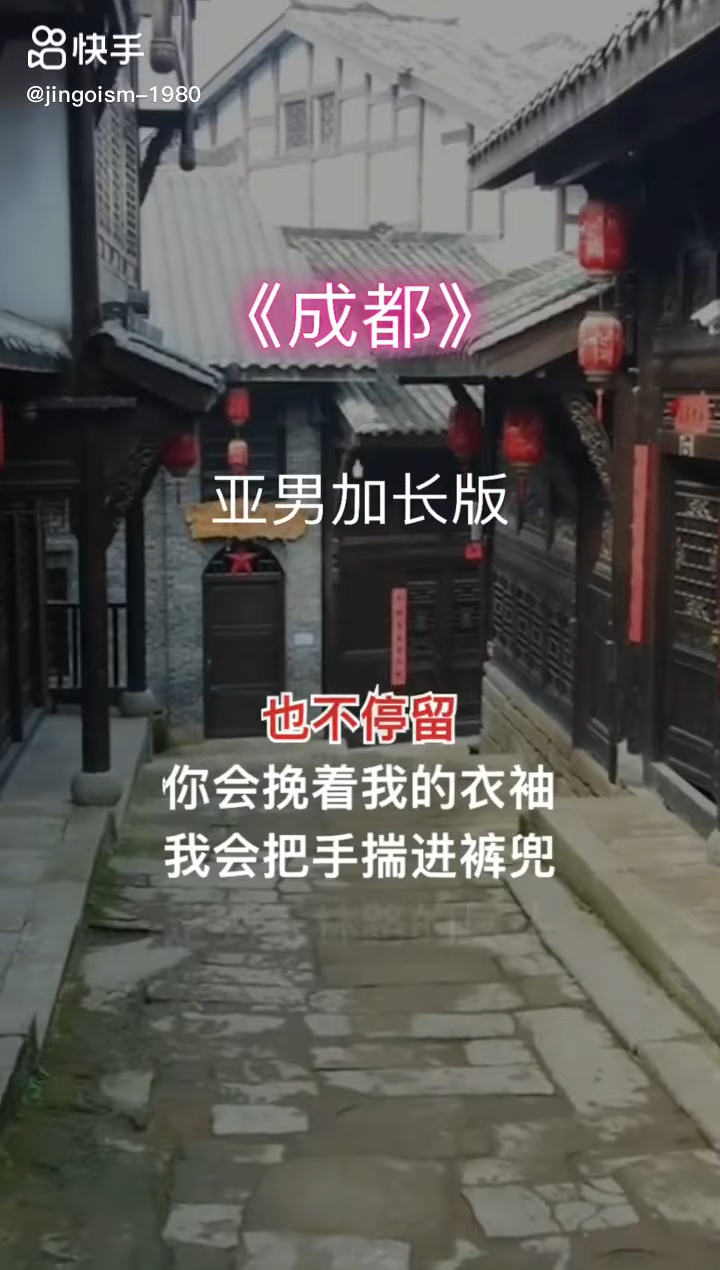 快手
@jingoism-1980
《成都》
亚男加长版
也不停留
你会挽着我的衣袖
我会把手揣进裤兜